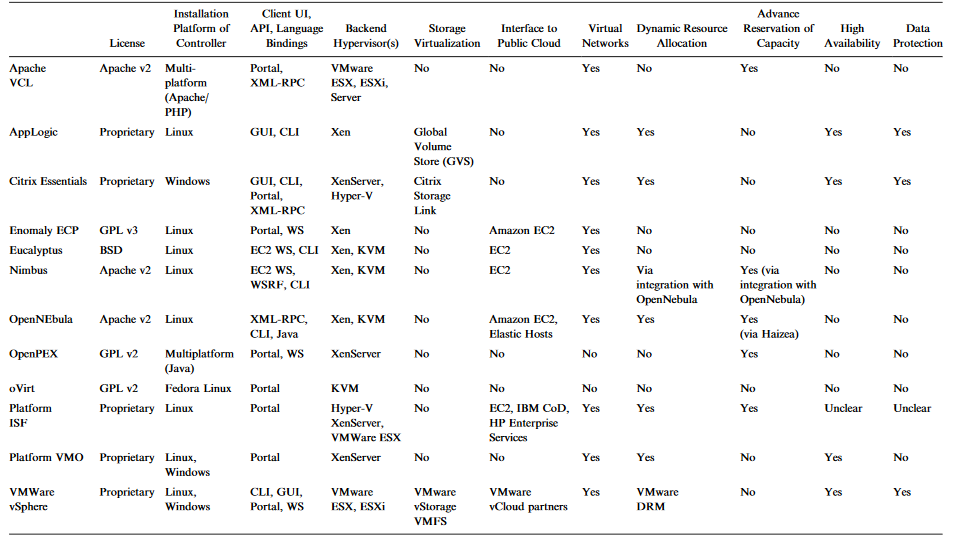 Installation Client UI, Advance
Platform of API, Language Backend Storage Interface to Virtual Dynamic Resource Reservation of High Data
License Controller Bindings Hypervisor(s) Virtualization Public Cloud Networks Allocation Capacity Availability Protection
Apache Apache v2 Multi- Portal, VMware No No Yes No Yes No No
VCL platform XML-RPC ESX, ESXi,
(Apache/ Server
PHP)
AppLogic Proprietary Linux GUI, CLI Xen Global No Yes Yes No Yes Yes
Volume
Store (GVS)
Citrix Essentials Proprietary Windows GUI, CLI, XenServer, Citrix No Yes Yes No Yes Yes
Portal, Hyper-V Storage
XML-RPC Link
Enomaly ECP GPL v3 Linux Portal, WS Xen No Amazon EC2 Yes No No No No
Eucalyptus BSD Linux EC2 WS, CLI Xen, KVM No EC2 Yes No No No No
Nimbus Apache v2 Linux EC2 WS, Xen, KVM No EC2 Yes Via Yes (via No No
WSRF, CLI integration with integration with
OpenNebula OpenNebula)
OpenNEbula Apache v2 Linux XML-RPC, Xen, KVM No Amazon EC2, Yes Yes Yes No No
CLI, Java Elastic Hosts (via Haizea)
OpenPEX GPL v2 Multiplatform Portal, WS XenServer No No No No Yes No No
(Java)
oVirt GPL v2 Fedora Linux Portal KVM No No No No No No No
Platform Proprietary Linux Portal Hyper-V No EC2, IBM CoD, Yes Yes Yes Unclear Unclear
ISF XenServer, HP Enterprise
VMWare ESX Services
Platform VMO Proprietary Linux, Portal XenServer No No Yes Yes No Yes No
Windows
VMWare Proprietary Linux, CLI, GUI, VMware VMware VMware Yes VMware No Yes Yes
vSphere Windows Portal, WS ESX, ESXi vStorage vCloud partners DRM
VMFS